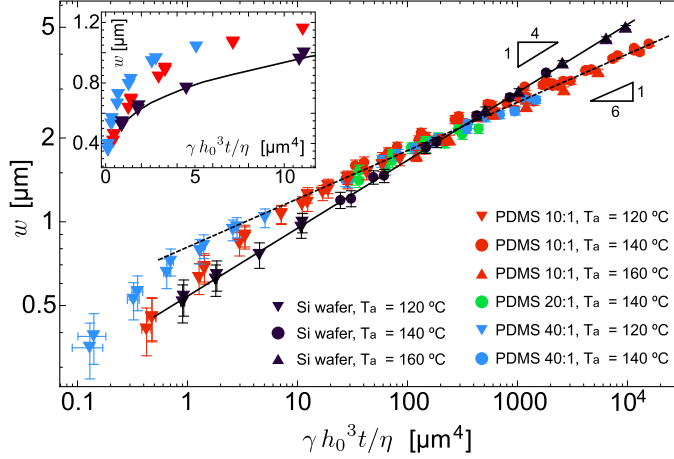 5
2
1
0.5
w [μm]
0.1
1
10
100
1000
10⁴
γ h₀³ t/η [μm⁴]
1.2
0.8
0.4
w [μm]
0
5
10
γ h₀³ t/η [μm⁴]
4
1
1
6
PDMS 10:1, Ta = 120 ºC
PDMS 10:1, Ta = 140 ºC
PDMS 10:1, Ta = 160 ºC
PDMS 20:1, Ta = 140 ºC
PDMS 40:1, Ta = 120 ºC
PDMS 40:1, Ta = 140 ºC
Si wafer, Ta = 120 ºC
Si wafer, Ta = 140 ºC
Si wafer, Ta = 160 ºC